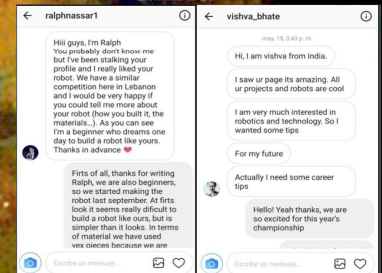 ralphnassar1
Hiii guys, I'm Ralph
You probably don't know me
but I've been stalking your
profile and I really liked your
robot. We have a similar
competition here in Lebanon
and I would be very happy if
you could tell me more about
your robot (how you built it, the
materials...). As you can see
I'm a beginner who dreams one
day to build a robot like yours.
Thanks in advance ❤
Firts of all, thanks for writing
Ralph, we are also beginners,
so we started making the
robot last september. At firts
look it seems really dificult to
build a robot like ours, but is
simpler than it looks. In terms
of material we have used
vex pieces because we are
Escribe un mensaje...
vishva_bhate
may. 19, 3:43 p. m.
Hi, I am vishva from india.
I saw ur page its amazing. All
ur projects and robots are cool
I am very much interested in
robotics and technology. So I
wanted some tips
For my future
Actually I need some career
tips
Hello! Yeah thanks, we are
so excited for this year's
championship
Escribe un mensaje...